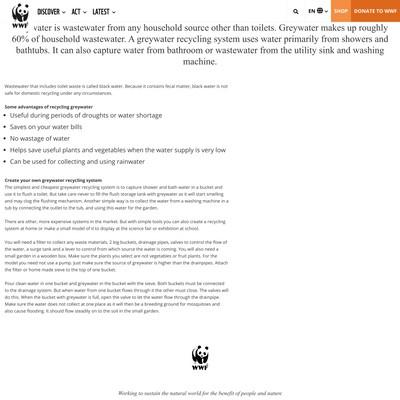 DISCOVER ACT LATEST EN SHOP DONATE TO WWF
WWF
water is wastewater from any household source other than toilets. Greywater makes up roughly
60% of household wastewater. A greywater recycling system uses water primarily from showers and
bathtubs. It can also capture water from bathroom or wastewater from the utility sink and washing
machine.
Wastewater that includes toilet waste is called black water. Because it contains fecal matter, black water is not
safe for domestic recycling under any circumstances.
Some advantages of recycling greywater
• Useful during periods of droughts or water shortage
• Saves on your water bills
• No wastage of water
• Helps save useful plants and vegetables when the water supply is very low
• Can be used for collecting and using rainwater
Create your own greywater recycling system
The simplest and cheapest greywater recycling system is to capture shower and bath water in a bucket and
use it to flush a toilet. But take care never to fill the flush storage tank with greywater as it will start smelling
and may clog the flushing mechanism. Another simple way is to collect the water from a washing machine in a
tub by connecting the outlet to the tub, and using this water for the garden.
There are other, more expensive systems in the market. But with simple tools you can also create a recycling
system at home or make a small model of it to display at the science fair or exhibition at school.
You will need a filter to collect any waste materials, 2 big buckets, drainage pipes, valves to control the flow of
the water, a surge tank and a lever to control from which source the water is coming. You will also need a
small garden in a wooden box. Make sure the plants you select are not vegetables or fruit plants. For the
model you need not use a pump. Just make sure the source of greywater is higher than the drainpipes. Attach
the filter or home made sieve to the top of one bucket.
Pour clean water in one bucket and greywater in the bucket with the sieve. Both buckets must be connected
to the drainage system. But when water from one bucket flows through it the other must close. The valves will
do this. When the bucket with greywater is full, open the valve to let the water flow through the drainpipe.
Make sure the water does not collect at one place as it will then be a breeding ground for mosquitoes and
also cause flooding. It should flow steadily on to the soil in the small garden.
WWF
Working to sustain the natural world for the benefit of people and nature